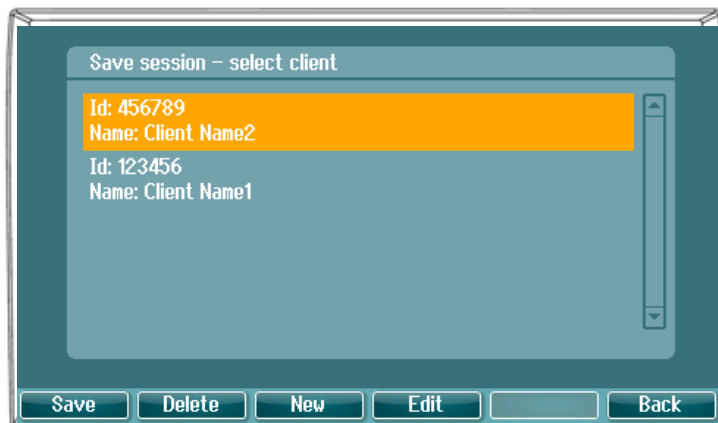 Save session – select client
Id: 456789
Name: Client Name2
Id: 123456
Name: Client Name1
Save Delete New Edit Back